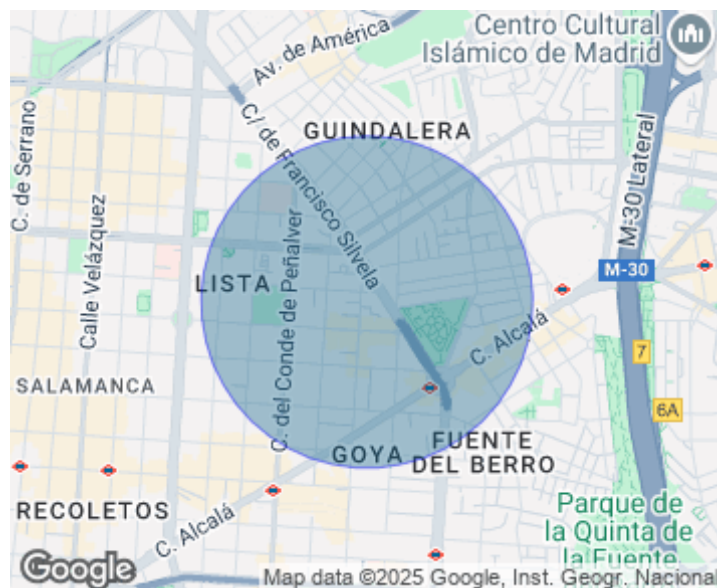 Centro Cultural
Islámico de Madrid
Av. de América
C/ de Francisco Silvela
GUINDALERA
C. de Serrano
Calle Velázquez
C. del Conde de Peñalver
M-30 Lateral
M-30
LISTA
C. Alcalá
7
SALAMANCA
6A
GOYA
FUENTE
DEL BERRO
RECOLETOS
C. Alcalá
Parque de
la Quinta de
la Fuente
Google
Map data ©2025 Google, Inst. Geogr. Nacional